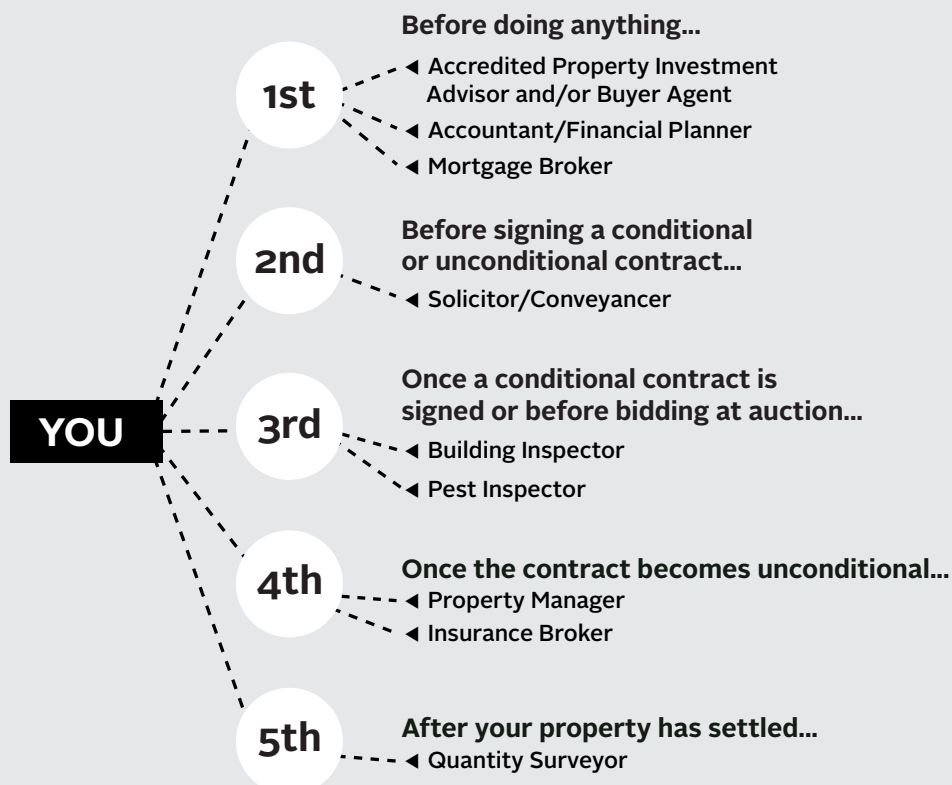 Before doing anything...
1st
◄ Accredited Property Investment
Advisor and/or Buyer Agent
◄ Accountant/Financial Planner
◄ Mortgage Broker
2nd
Before signing a conditional
or unconditional contract...
◄ Solicitor/Conveyancer
YOU
3rd
Once a conditional contract is
signed or before bidding at auction...
◄ Building Inspector
◄ Pest Inspector
4th
Once the contract becomes unconditional...
◄ Property Manager
◄ Insurance Broker
5th
After your property has settled...
◄ Quantity Surveyor